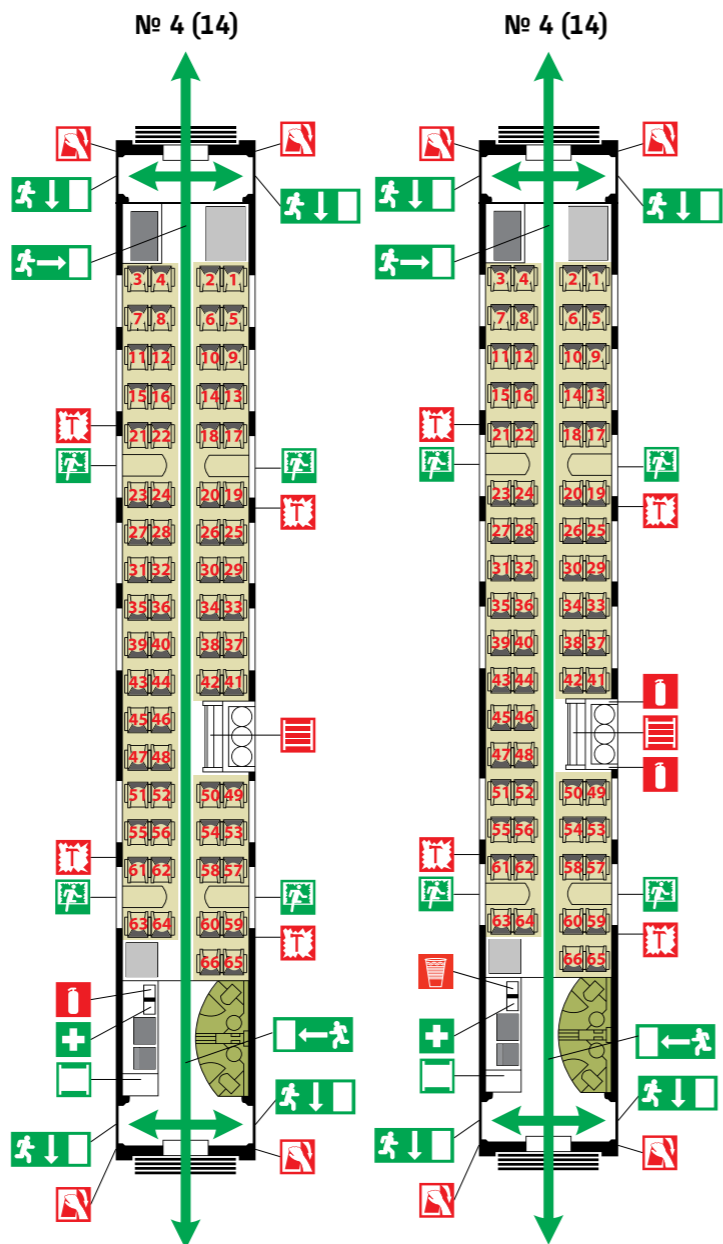 № 4 (14) № 4 (14)
3 4 2 1 3 4 2 1
7 8 6 5 7 8 6 5
11 12 10 9 11 12 10 9
15 16 14 13 15 16 14 13
T T
21 22 18 17 21 22 18 17
23 24 20 19 23 24 20 19
T T
27 28 26 25 27 28 26 25
31 32 30 29 31 32 30 29
35 36 34 33 35 36 34 33
39 40 38 37 39 40 38 37
43 44 42 41 43 44 42 41
45 46 45 46
47 48 47 48
51 52 50 49 51 52 50 49
55 56 54 53 55 56 54 53
T T
61 62 58 57 61 62 58 57
63 64 60 59 63 64 60 59
T T
66 65 66 65